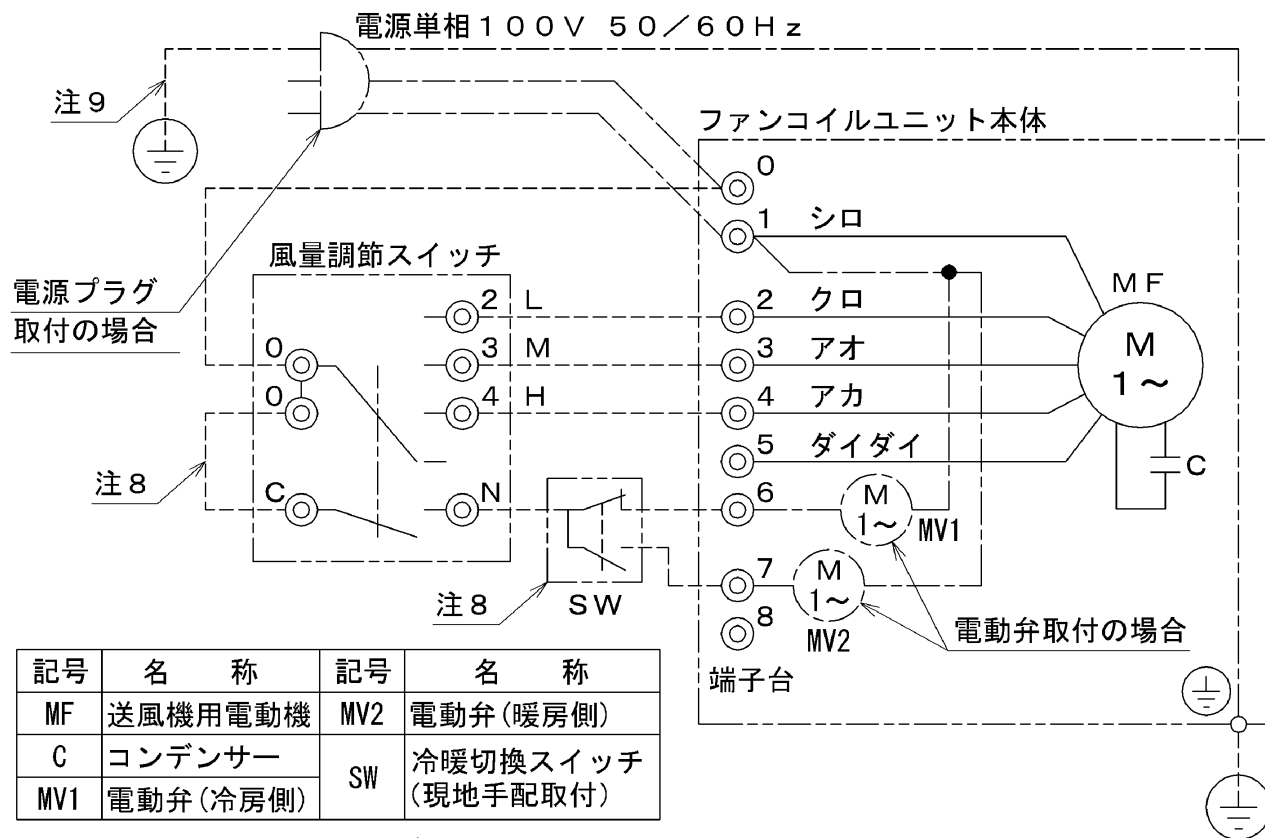 電源単相１００Ｖ ５０／６０Ｈｚ
注９
ファンコイルユニット本体
0
1 シロ
風量調節スイッチ
電源プラグ
取付の場合
ＭＦ
2 L
2 クロ
M
1～
0
3 M
3 アオ
0
4 H
4 アカ
5 ダイダイ
C
注８
C
N
6
M
1～
MV1
7
M
1～
注８
ＳＷ
8
MV2
電動弁取付の場合
端子台
記号 名　称 記号 名　称
MF 送風機用電動機 MV2 電動弁(暖房側)
C コンデンサー SW 冷暖切換スイッチ
(現地手配取付)
MV1 電動弁(冷房側)